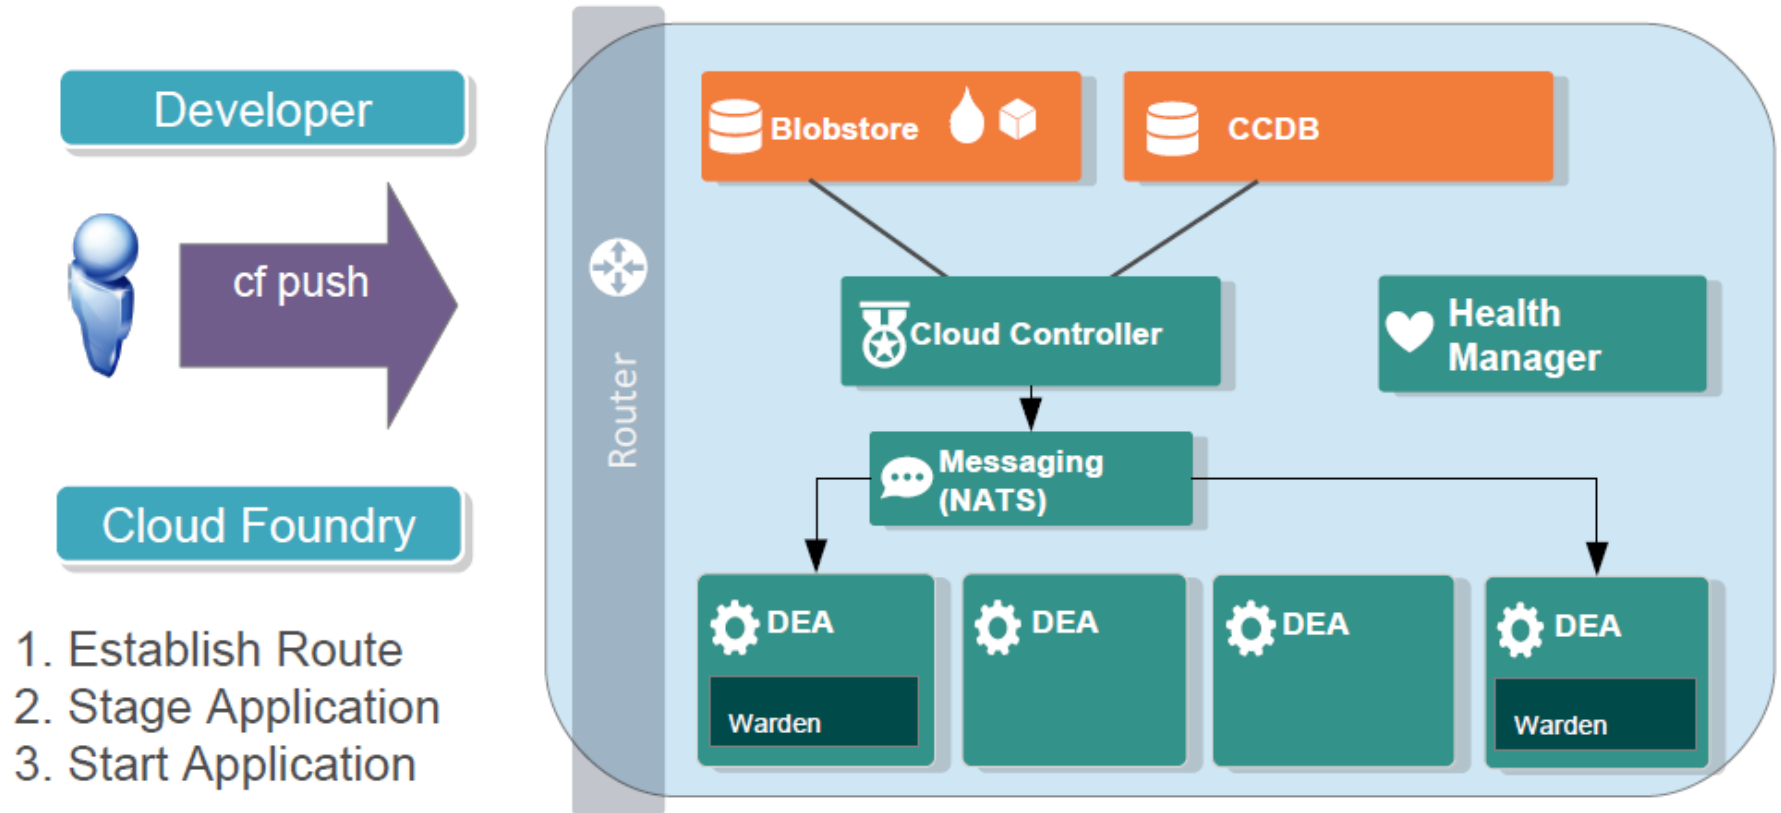 Developer
cf push
Cloud Foundry
1. Establish Route
2. Stage Application
3. Start Application
Router
Blobstore
CCDB
Cloud Controller
Health
Manager
Messaging
(NATS)
DEA
Warden
DEA
DEA
DEA
Warden